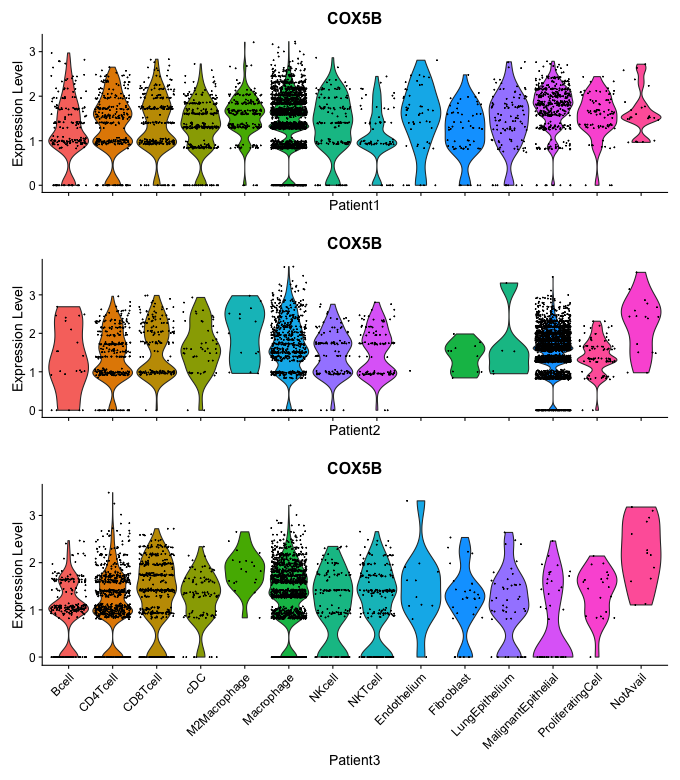 COX5B
Expression Level
3
2
1
0
Patient1
COX5B
Expression Level
3
2
1
0
Patient2
COX5B
Expression Level
3
2
1
0
Bcell
CD4Tcell
CD8Tcell
cDC
M2Macrophage
Macrophage
NKcell
NKTcell
Endothelium
Fibroblast
LungEpithelium
MalignantEpithelial
ProliferatingCell
NotAvail
Patient3